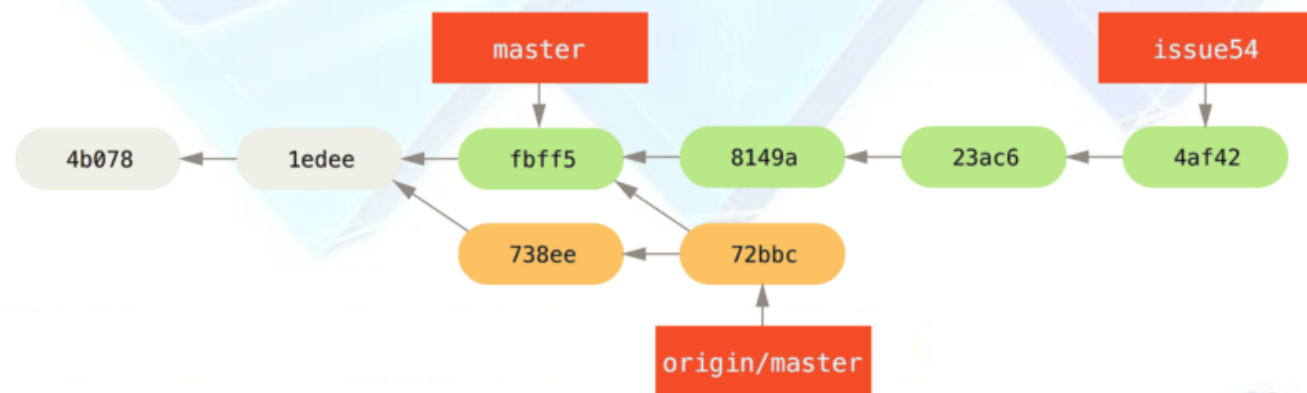 master
issue54
4b078
1edee
fbff5
8149a
23ac6
4af42
738ee
72bbc
origin/master